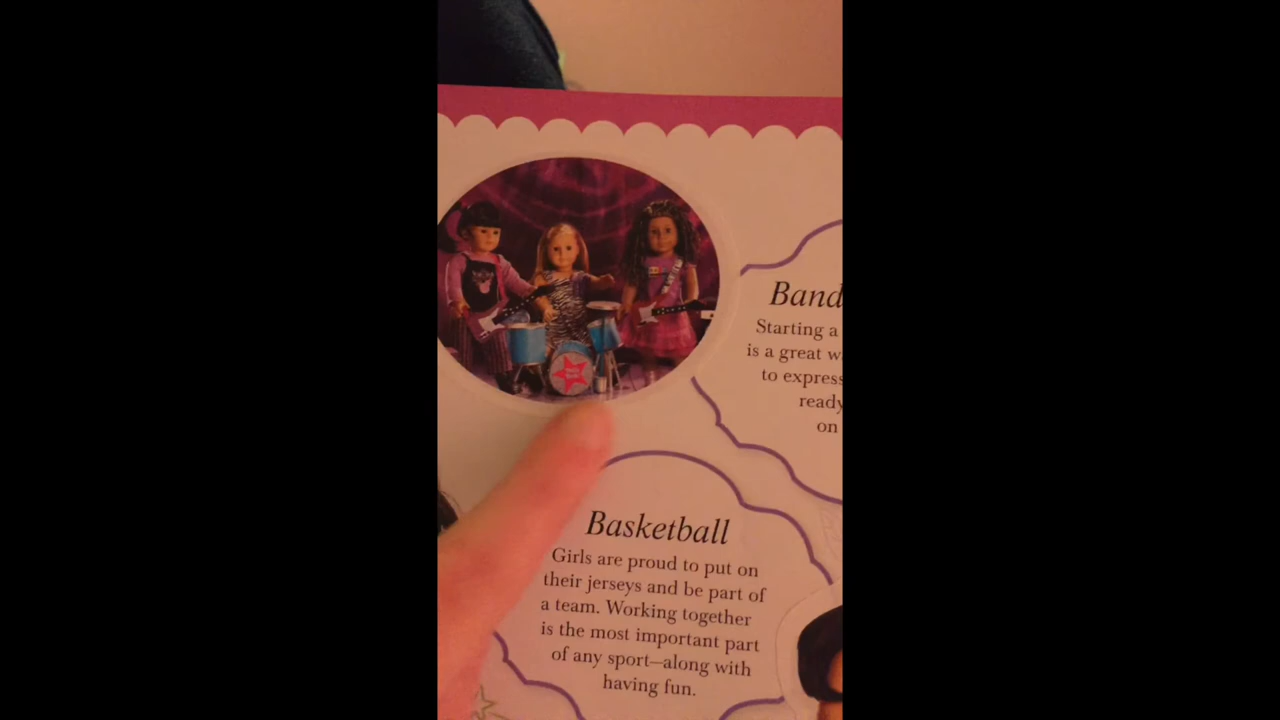 Band
Starting a
is a great
to express
ready
on
Basketball
Girls are proud to put on
their jerseys and be part of
a team. Working together
is the most important part
of any sport—along with
having fun.